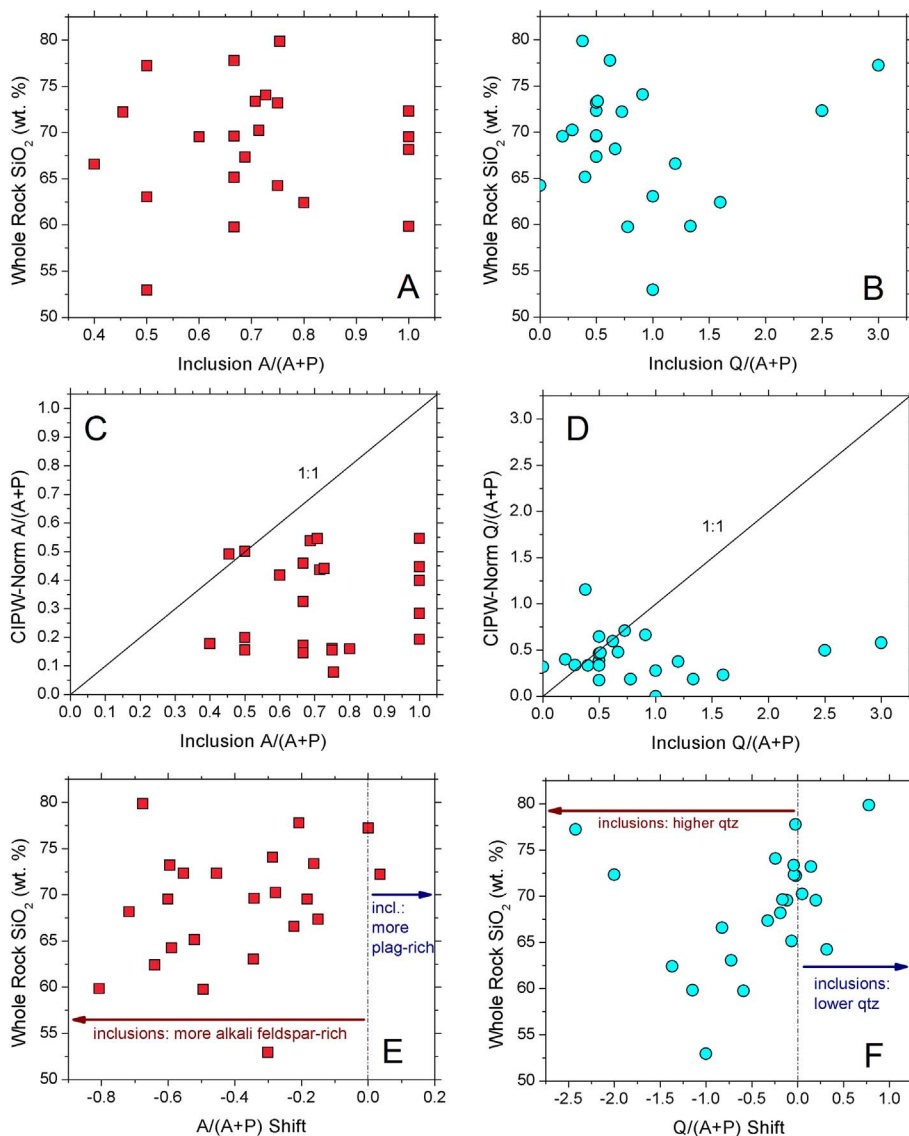 80
75
70
65
60
55
50
Whole Rock SiO2 (wt. %)
A
0.4 0.5 0.6 0.7 0.8 0.9 1.0
Inclusion A/(A+P)
80
75
70
65
60
55
50
Whole Rock SiO2 (wt. %)
B
0.0 0.5 1.0 1.5 2.0 2.5 3.0
Inclusion Q/(A+P)
1.0
0.9
0.8
0.7
0.6
0.5
0.4
0.3
0.2
0.1
0.0
CIPW-Norm A/(A+P)
C
1:1
0.0 0.1 0.2 0.3 0.4 0.5 0.6 0.7 0.8 0.9 1.0
Inclusion A/(A+P)
3.0
2.5
2.0
1.5
1.0
0.5
0.0
CIPW-Norm Q/(A+P)
D
1:1
0.0 0.5 1.0 1.5 2.0 2.5 3.0
Inclusion Q/(A+P)
80
75
70
65
60
55
50
Whole Rock SiO2 (wt. %)
incl.:
more
plag-rich
inclusions: more alkali feldspar-rich
E
-0.8 -0.6 -0.4 -0.2 0.0 0.2
A/(A+P) Shift
80
75
70
65
60
55
50
Whole Rock SiO2 (wt. %)
inclusions: higher qtz
inclusions:
lower qtz
F
-2.5 -2.0 -1.5 -1.0 -0.5 0.0 0.5 1.0
Q/(A+P) Shift